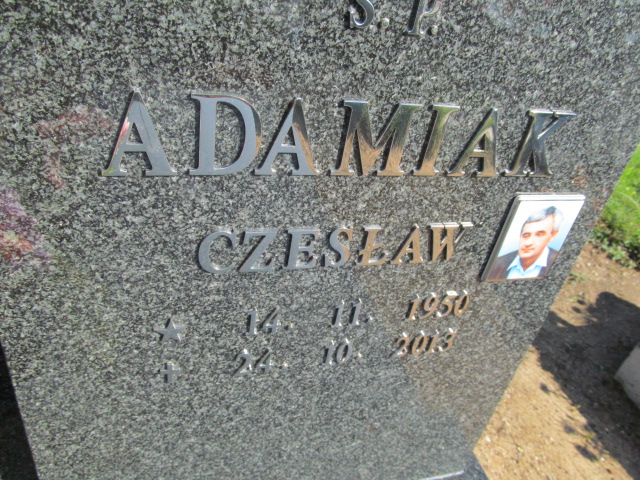 Ś. P.
ADAMIAK
CZESŁAW
14. 11. 1950
24. 10. 2013